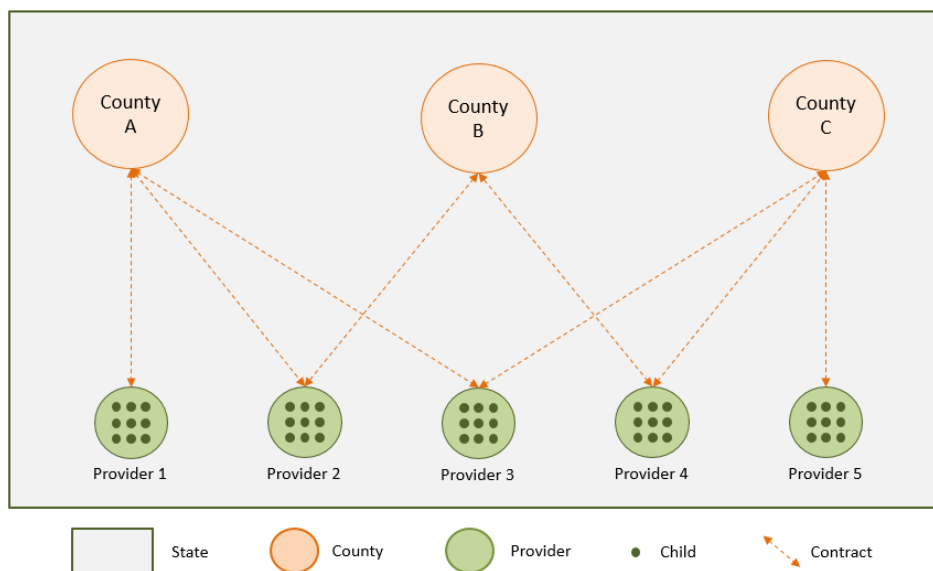 County
A
County
B
County
C
Provider 1
Provider 2
Provider 3
Provider 4
Provider 5
State
County
Provider
Child
Contract